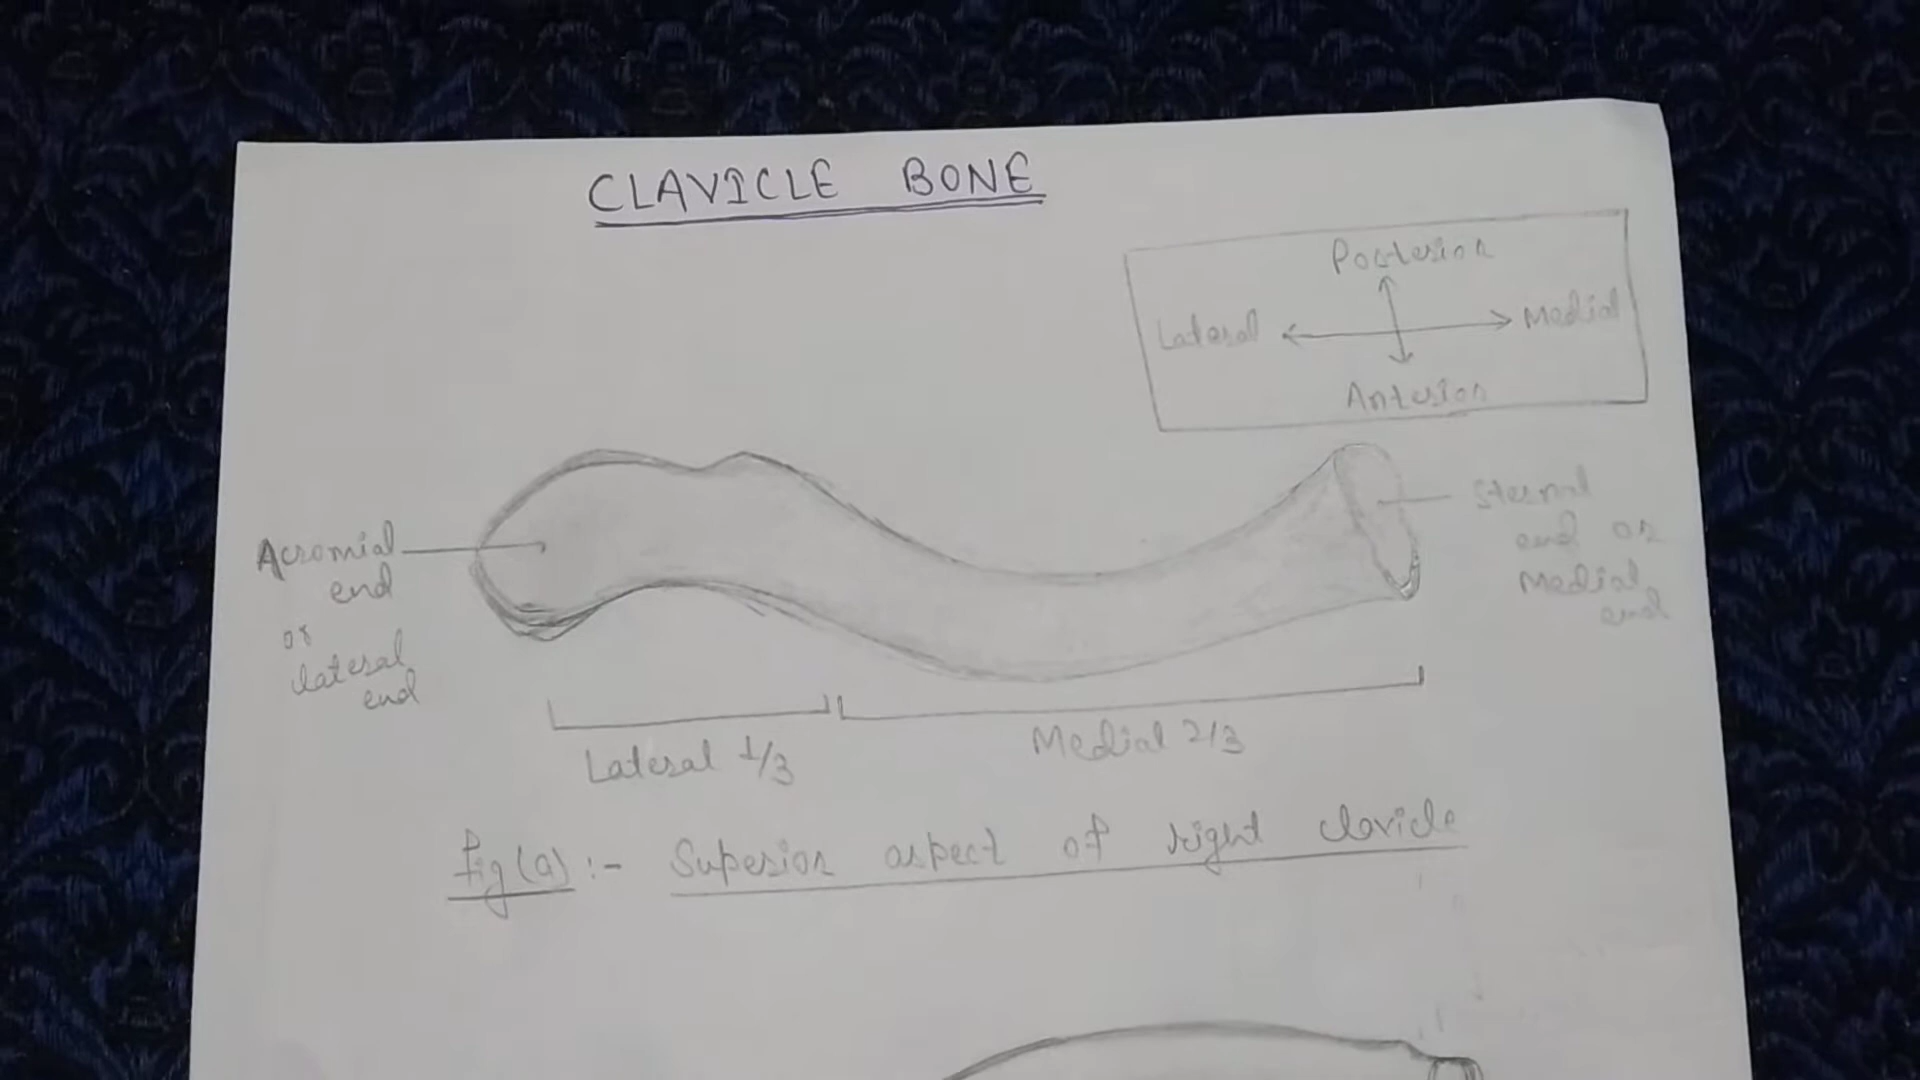 CLAVICLE BONE
Posterior
Lateral
Medial
Anterior
Acromial
end
or
lateral
end
Sternal
end or
Medial
end
Lateral 1/3
Medial 2/3
fig(a):- Superior aspect of right clavicle